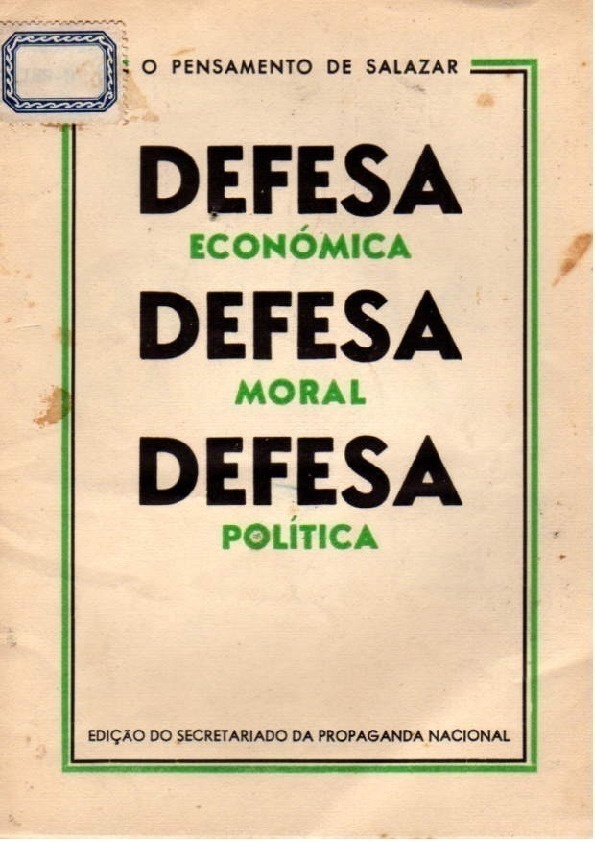 O PENSAMENTO DE SALAZAR
DEFESA
ECONÓMICA
DEFESA
MORAL
DEFESA
POLÍTICA
EDIÇÃO DO SECRETARIADO DA PROPAGANDA NACIONAL